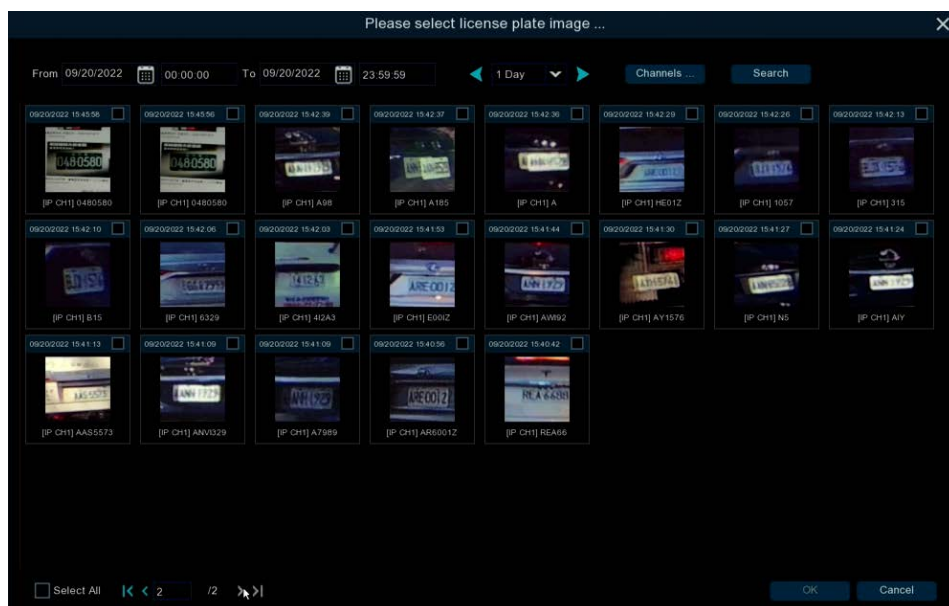 Please select license plate image ...
From 09/20/2022 00:00:00 To 09/20/2022 23:59:59 1 Day Channels ... Search
09/20/2022 15:45:56 09/20/2022 15:45:56 09/20/2022 15:42:39 09/20/2022 15:42:37 09/20/2022 15:42:36 09/20/2022 15:42:29 09/20/2022 15:42:26 09/20/2022 15:42:13
0480580 0480580
[IP CH1] 0480580 [IP CH1] 0480580 [IP CH1] A98 [IP CH1] A185 [IP CH1] A [IP CH1] HE01Z [IP CH1] 1057 [IP CH1] 315
09/20/2022 15:42:10 09/20/2022 15:42:06 09/20/2022 15:42:03 09/20/2022 15:41:53 09/20/2022 15:41:44 09/20/2022 15:41:30 09/20/2022 15:41:27 09/20/2022 15:41:24
ARE0012
[IP CH1] B15 [IP CH1] 6329 [IP CH1] 4I2A3 [IP CH1] E00IZ [IP CH1] AWI92 [IP CH1] AY1576 [IP CH1] N5 [IP CH1] AIY
09/20/2022 15:41:13 09/20/2022 15:41:09 09/20/2022 15:41:09 09/20/2022 15:40:56 09/20/2022 15:40:42
ARE0012 REA6688
[IP CH1] AAS5573 [IP CH1] ANVI329 [IP CH1] A7989 [IP CH1] AR6001Z [IP CH1] REA66
Select All 2 /2 OK Cancel